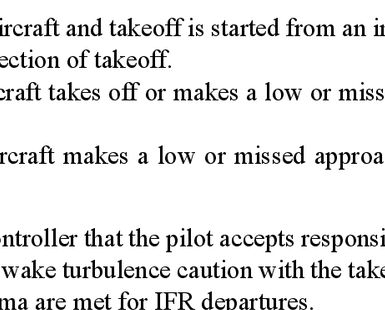 ircraft and takeoff is started from an in
ection of takeoff.
craft takes off or makes a low or miss
rcraft makes a low or missed approa
ontroller that the pilot accepts responsi
wake turbulence caution with the take
ma are met for IFR departures.